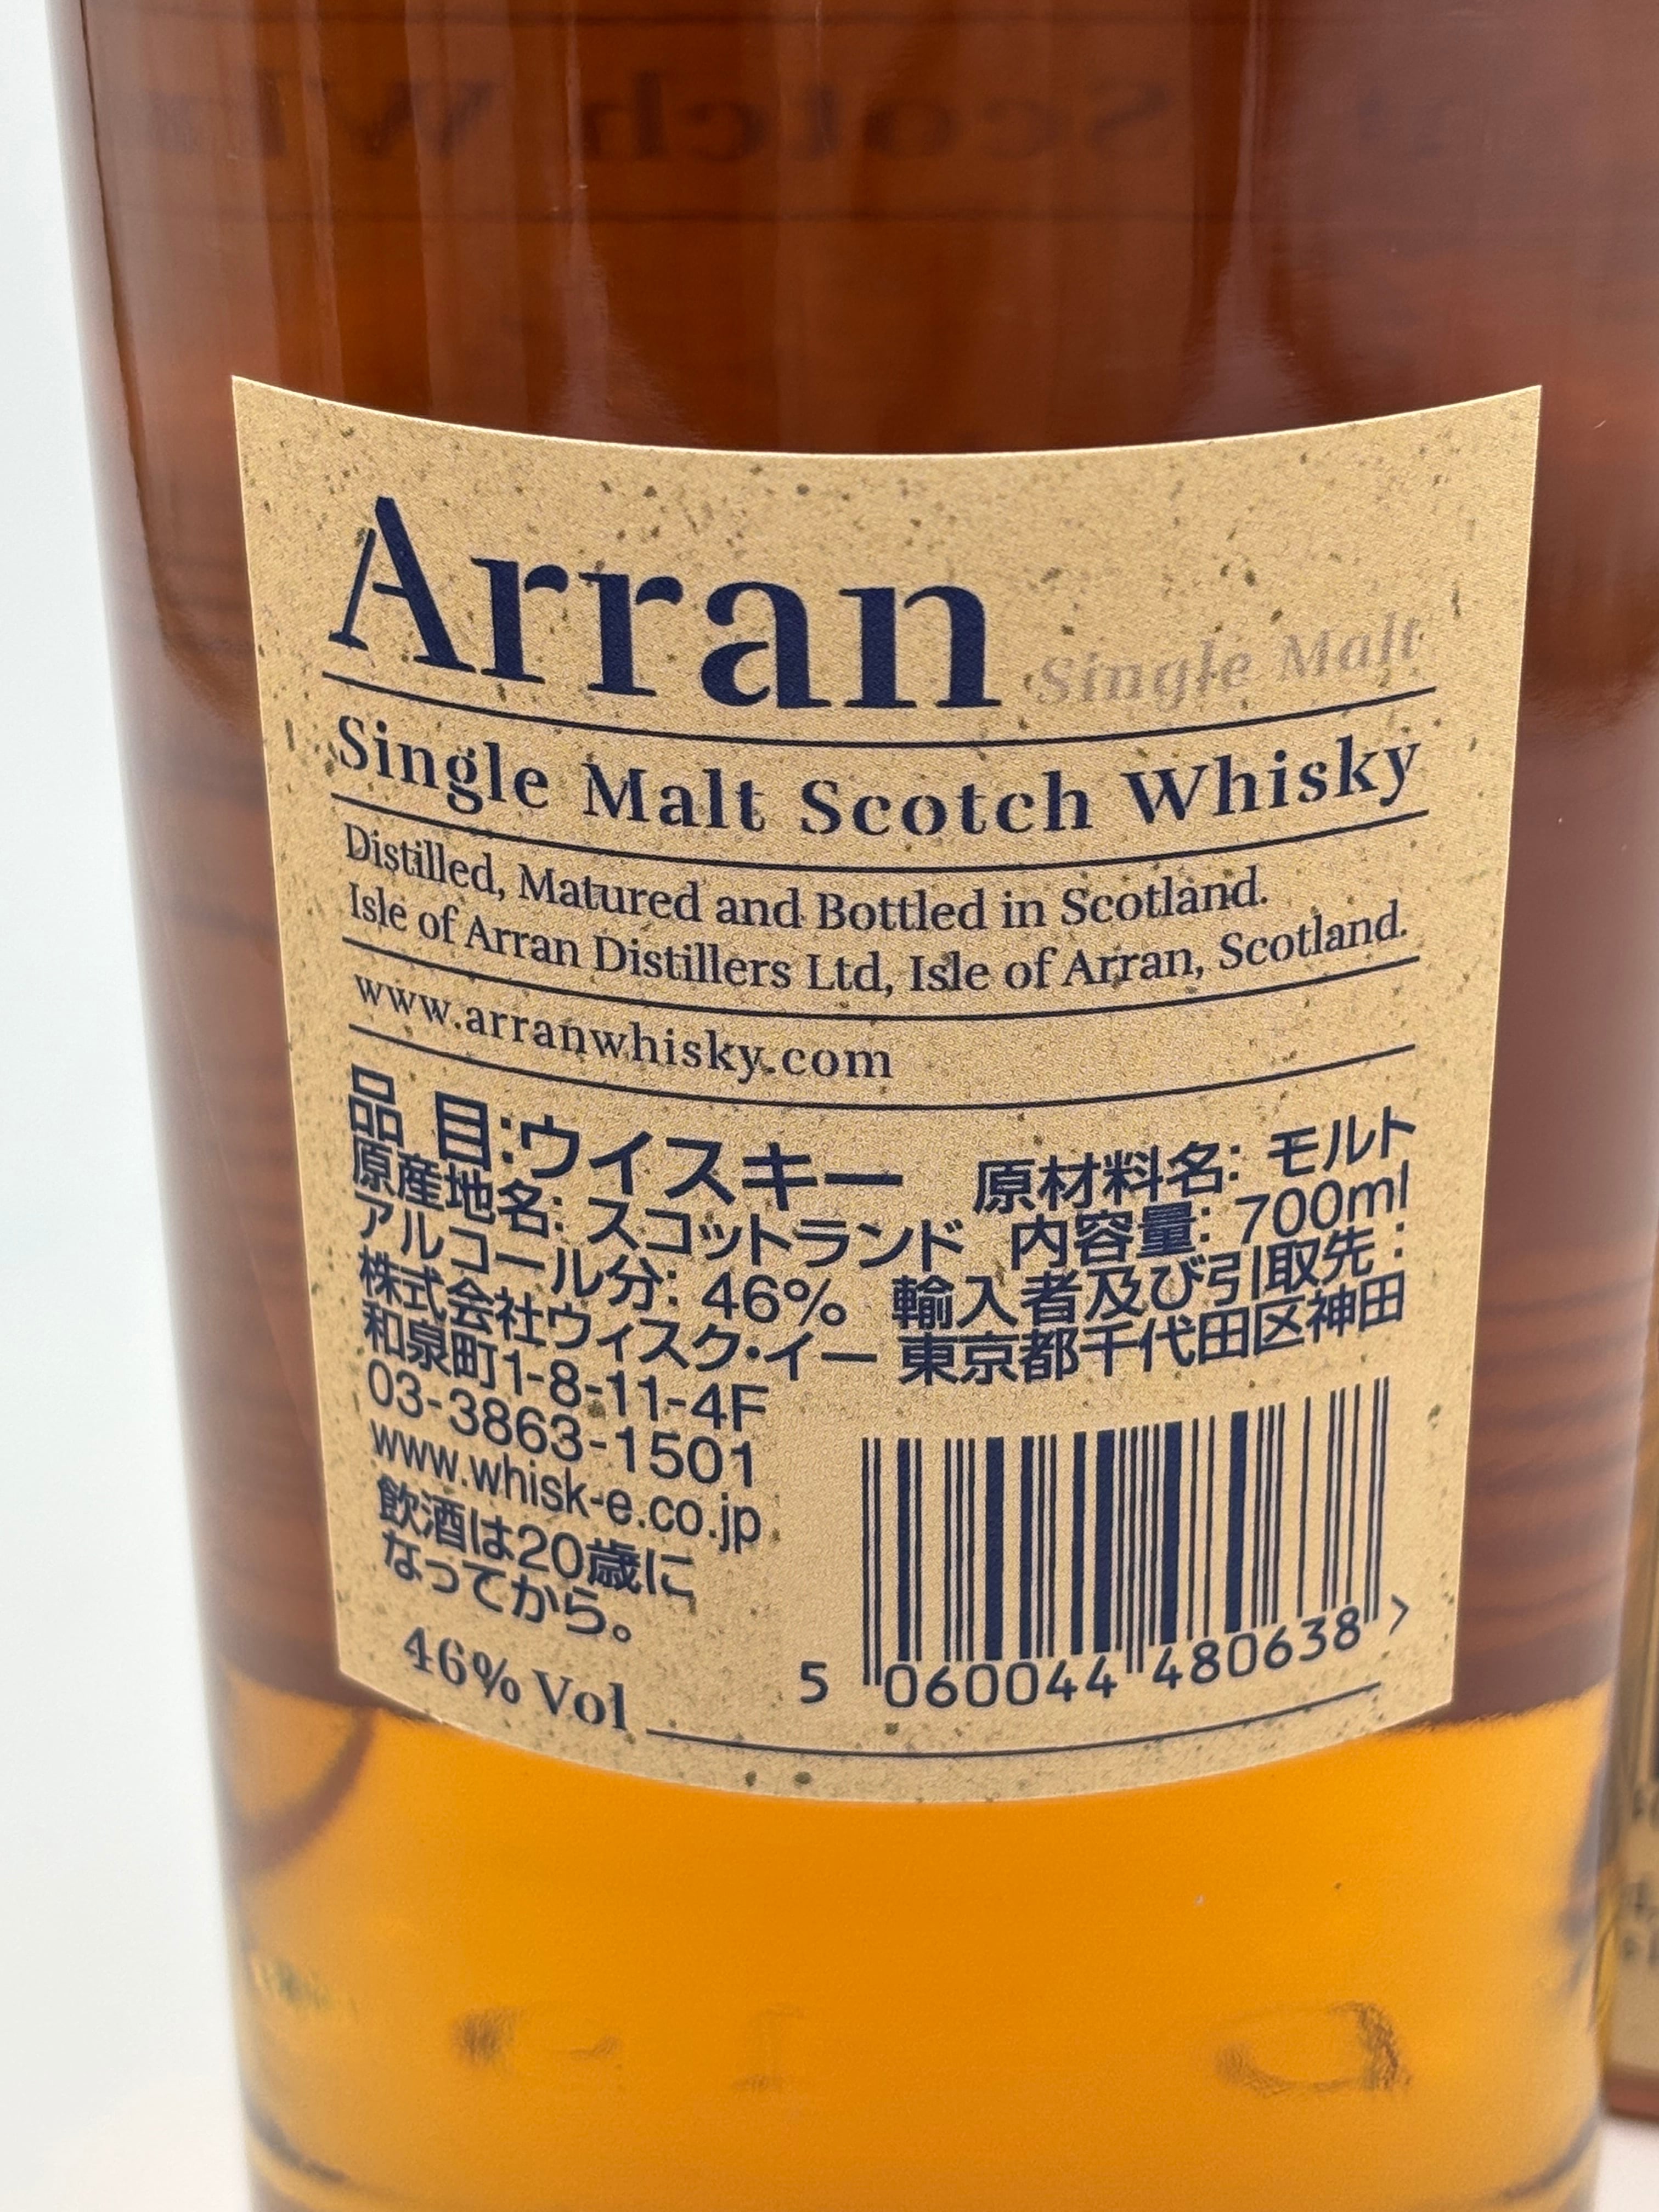 Arran Single Malt
Single Malt Scotch Whisky
Distilled, Matured and Bottled in Scotland.
Isle of Arran Distillers Ltd, Isle of Arran, Scotland.
www.arranwhisky.com
品 目:ウイスキー 原材料名: モルト
原産地名: スコットランド 内容量: 700ml
アルコール分: 46% 輸入者及び引取先:
株式会社ウィスク・イー 東京都千代田区神田
和泉町1-8-11-4F
03-3863-1501
www.whisk-e.co.jp
飲酒は20歳に
なってから。
46% Vol
5 060044 480638 >